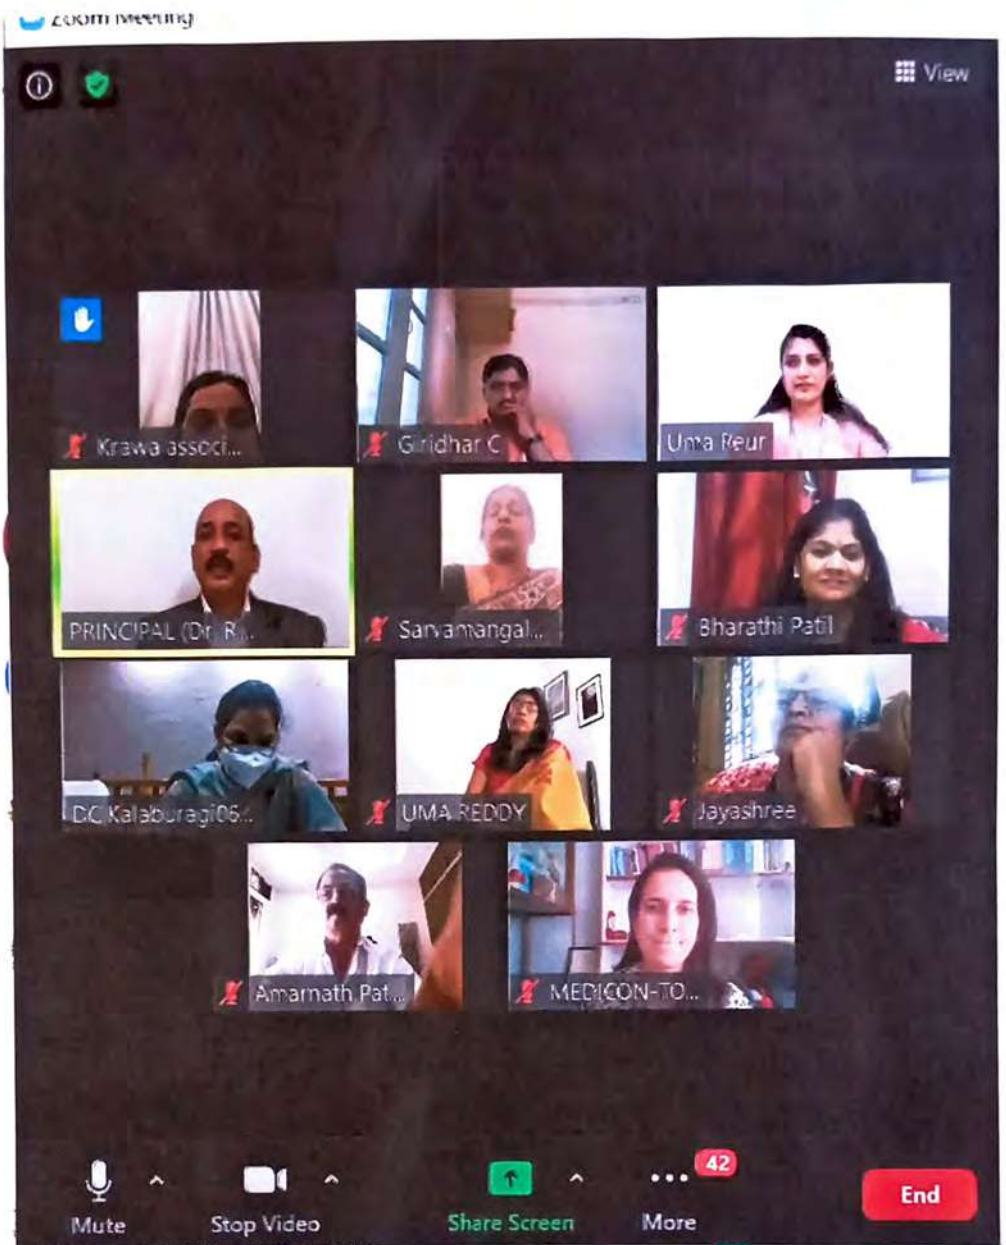 Zoom Meeting
View
Krawa associ...
Giridhar C
Uma Reur
PRINCIPAL (Dr. R...
Sarvamangal...
Bharathi Patil
DC Kalaburagi06...
UMA REDDY
Jayashree
Amarnath Pat...
MEDICON-TO...
42
Mute
Stop Video
Share Screen
More
End